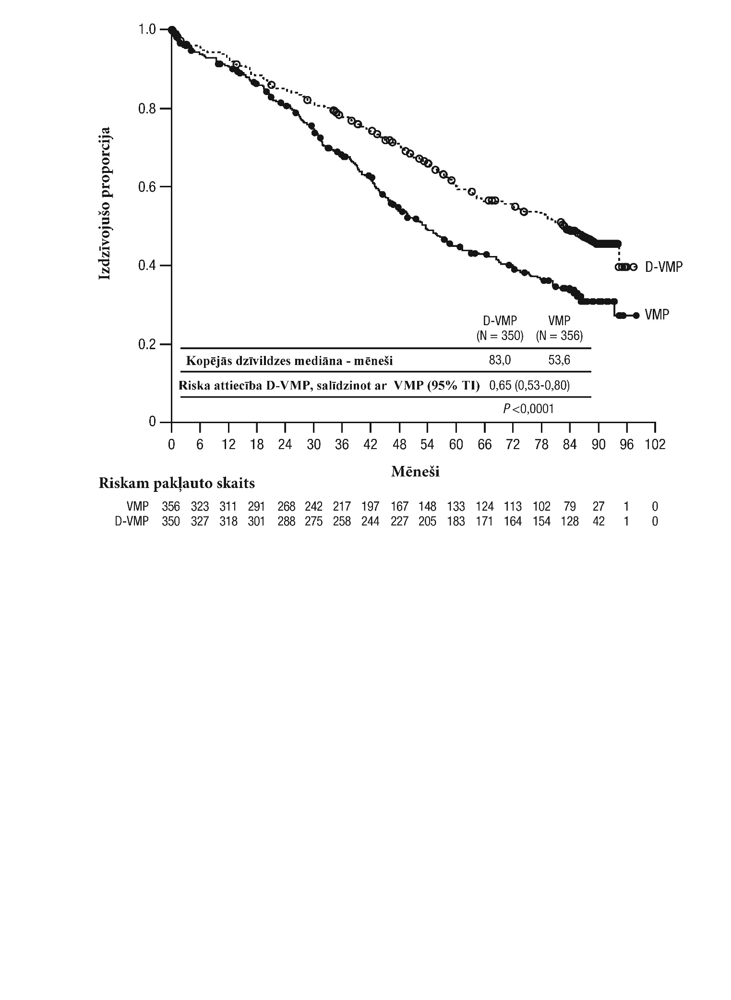 1.0
0.8
0.6
0.4
0.2
0
Izdzīvojušo proporcija
D-VMP
VMP
D-VMP VMP
(N = 350) (N = 356)
Kopējās dzīvildzes mediāna - mēneši 83,0 53,6
Riska attiecība D-VMP, salīdzinot ar VMP (95% TI) 0,65 (0,53-0,80)
P <0,0001
0 6 12 18 24 30 36 42 48 54 60 66 72 78 84 90 96 102
Mēneši
Riskam pakļauto skaits
VMP 356 323 311 291 268 242 217 197 167 148 133 124 113 102 79 27 1 0
D-VMP 350 327 318 301 288 275 258 244 227 205 183 171 164 154 128 42 1 0